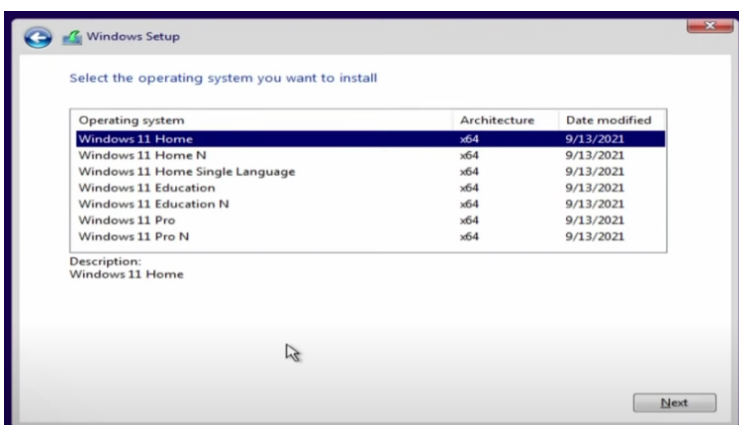 Windows Setup
Select the operating system you want to install
Operating system Architecture Date modified
Windows 11 Home x64 9/13/2021
Windows 11 Home N x64 9/13/2021
Windows 11 Home Single Language x64 9/13/2021
Windows 11 Education x64 9/13/2021
Windows 11 Education N x64 9/13/2021
Windows 11 Pro x64 9/13/2021
Windows 11 Pro N x64 9/13/2021
Description:
Windows 11 Home
Next